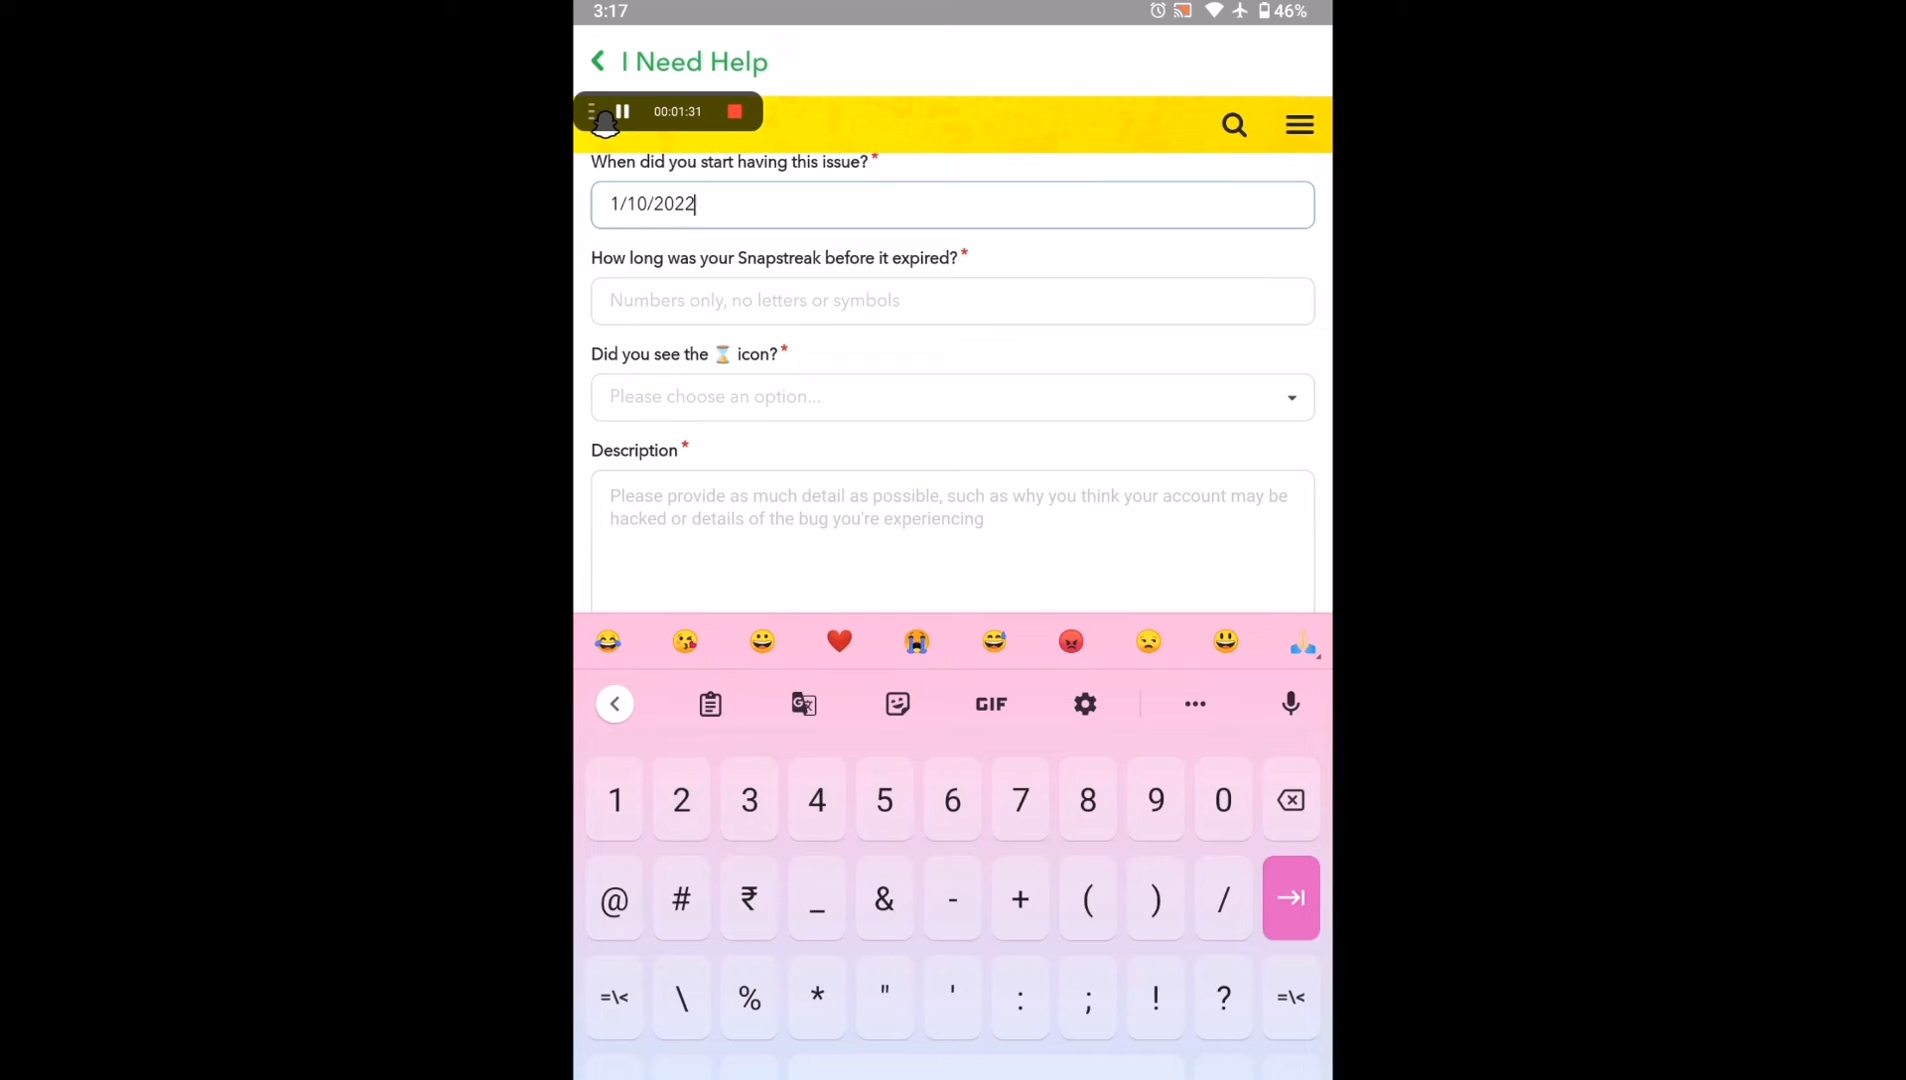 3:17
46%
I Need Help
00:01:31
When did you start having this issue?*
1/10/2022
How long was your Snapstreak before it expired?*
Numbers only, no letters or symbols
Did you see the ⌛ icon?*
Please choose an option...
Description*
Please provide as much detail as possible, such as why you think your account may be
hacked or details of the bug you're experiencing
GIF
1 2 3 4 5 6 7 8 9 0
@ # ₹ _ & - + ( ) /
=\< \ % * " ' : ; ! ? =\<